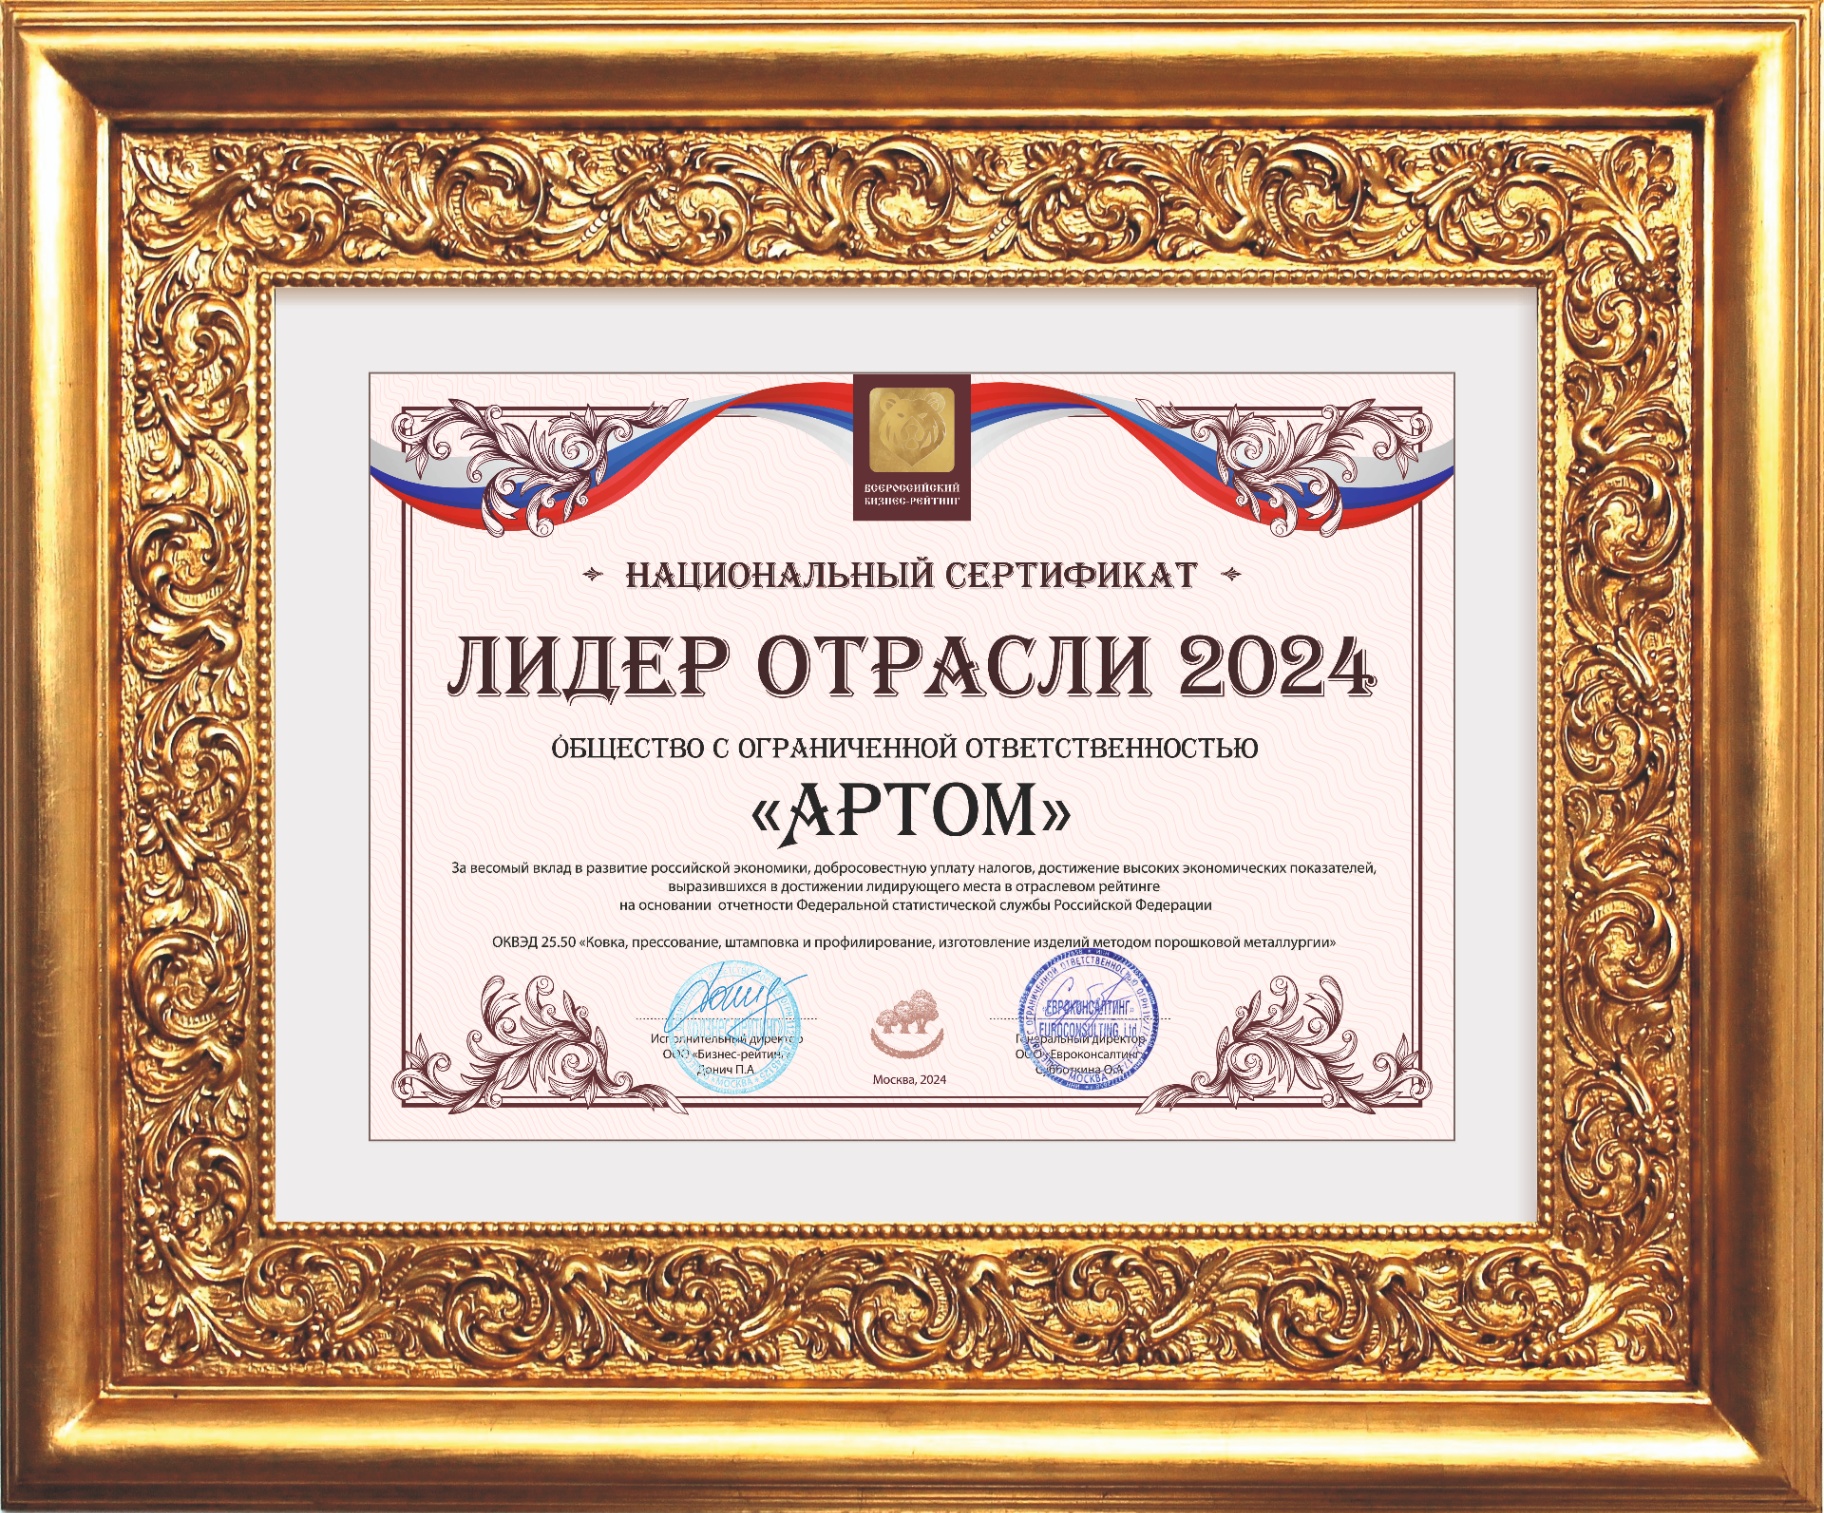 ВСЕРОССИЙСКИЙ
БИЗНЕС-РЕЙТИНГ
НАЦИОНАЛЬНЫЙ СЕРТИФИКАТ
ЛИДЕР ОТРАСЛИ 2024
ОБЩЕСТВО С ОГРАНИЧЕННОЙ ОТВЕТСТВЕННОСТЬЮ
«АРТОМ»
За весомый вклад в развитие российской экономики, добросовестную уплату налогов, достижение высоких экономических показателей,
выразившихся в достижении лидирующего места в отраслевом рейтинге
на основании отчетности Федеральной статистической службы Российской Федерации
ОКВЭД 25.50 «Ковка, прессование, штамповка и профилирование, изготовление изделий методом порошковой металлургии»
Исполнительный директор
ООО «Бизнес-рейтинг»
Донич П.А.
Москва, 2024
ЕВРОКОНСАЛТИНГ
EUROCONSULTING, Ltd
МОСКВА
Генеральный директор
ООО «Евроконсалтинг»
Субботкина О.А.